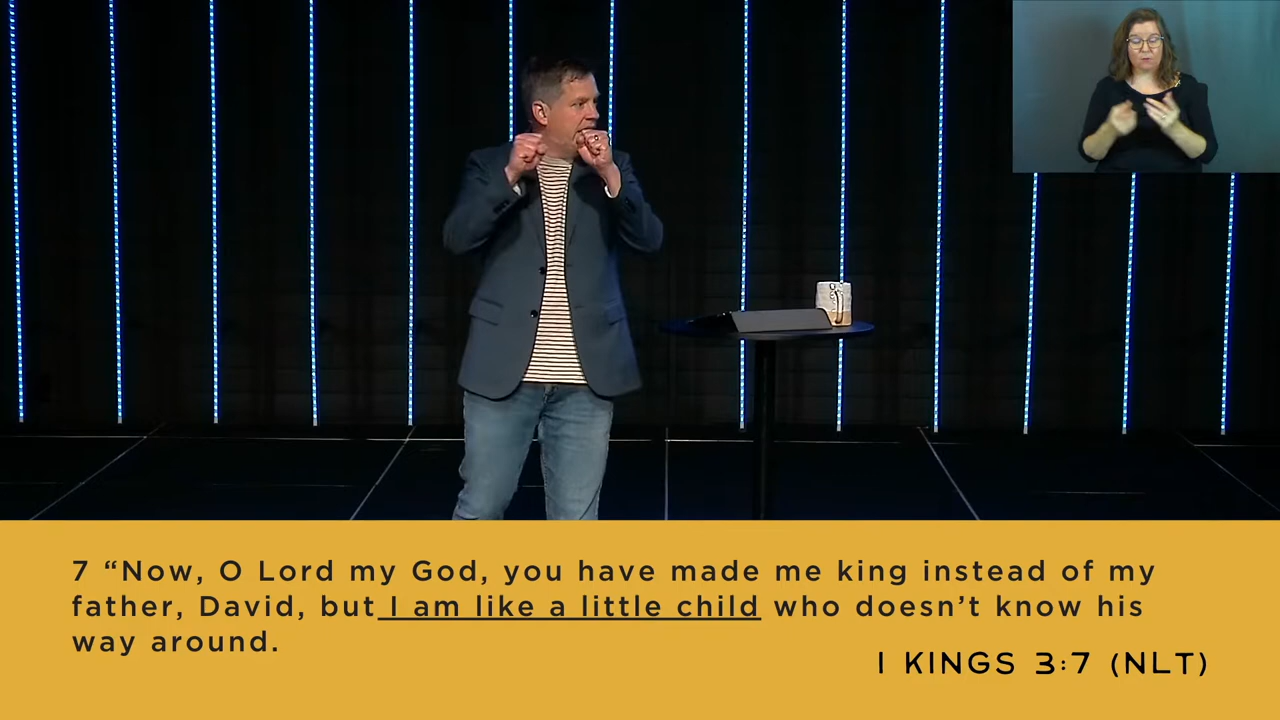 7 “Now, O Lord my God, you have made me king instead of my
father, David, but I am like a little child who doesn’t know his
way around.
1 KINGS 3:7 (NLT)